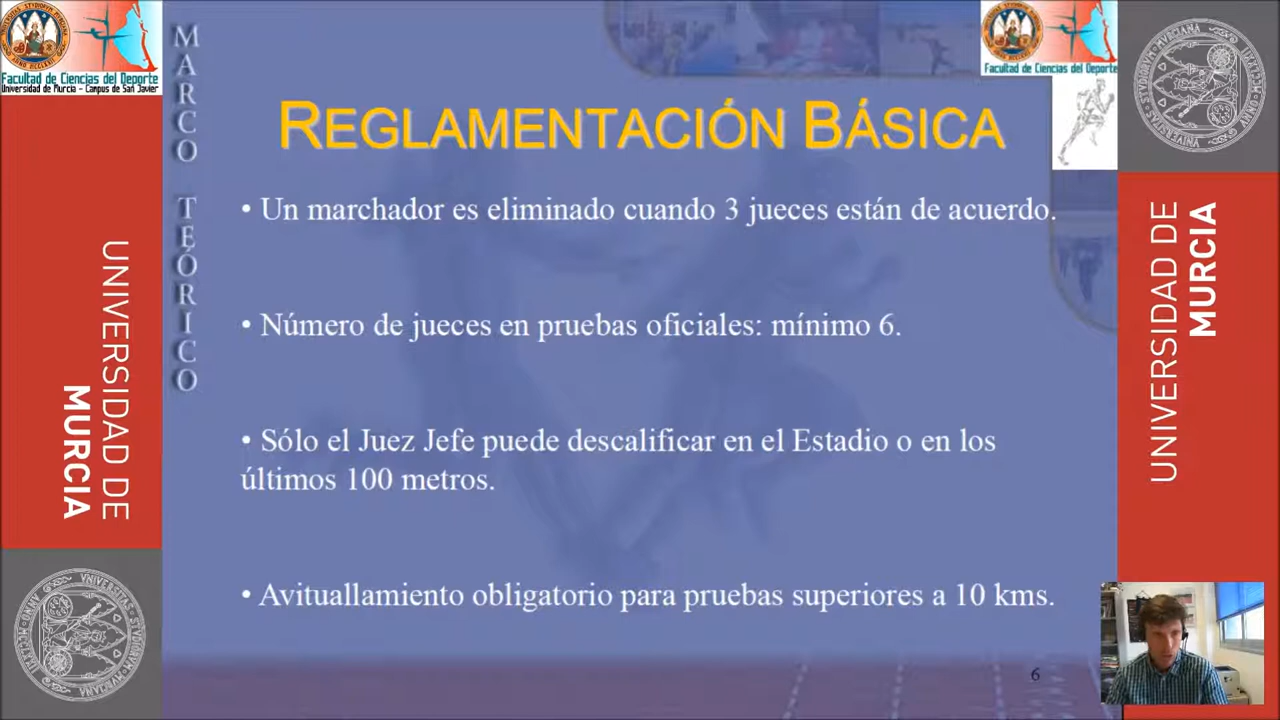 Facultad de Ciencias del Deporte
Universidad de Murcia - Campus de San Javier
MARCO TEÓRICO
Facultad de Ciencias del Deporte
REGLAMENTACIÓN BÁSICA
• Un marchador es eliminado cuando 3 jueces están de acuerdo.
• Número de jueces en pruebas oficiales: mínimo 6.
• Sólo el Juez Jefe puede descalificar en el Estadio o en los
últimos 100 metros.
• Avituallamiento obligatorio para pruebas superiores a 10 kms.
6
UNIVERSIDAD DE
MURCIA
UNIVERSIDAD DE
MURCIA